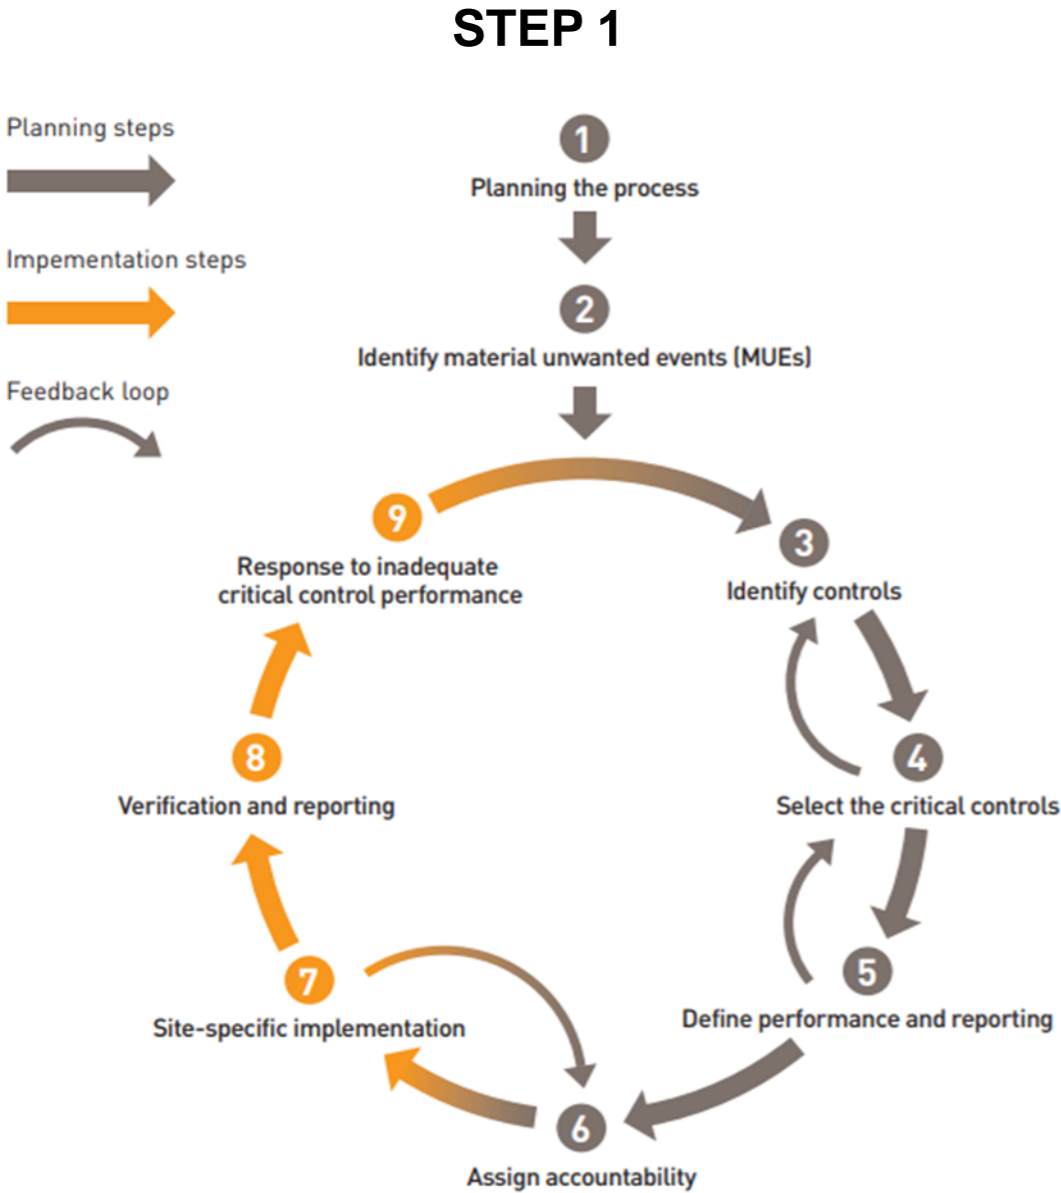 STEP 1
Planning steps
Impementation steps
Feedback loop
1
Planning the process
2
Identify material unwanted events (MUEs)
3
Identify controls
4
Select the critical controls
5
Define performance and reporting
6
Assign accountability
7
Site-specific implementation
8
Verification and reporting
9
Response to inadequate
critical control performance